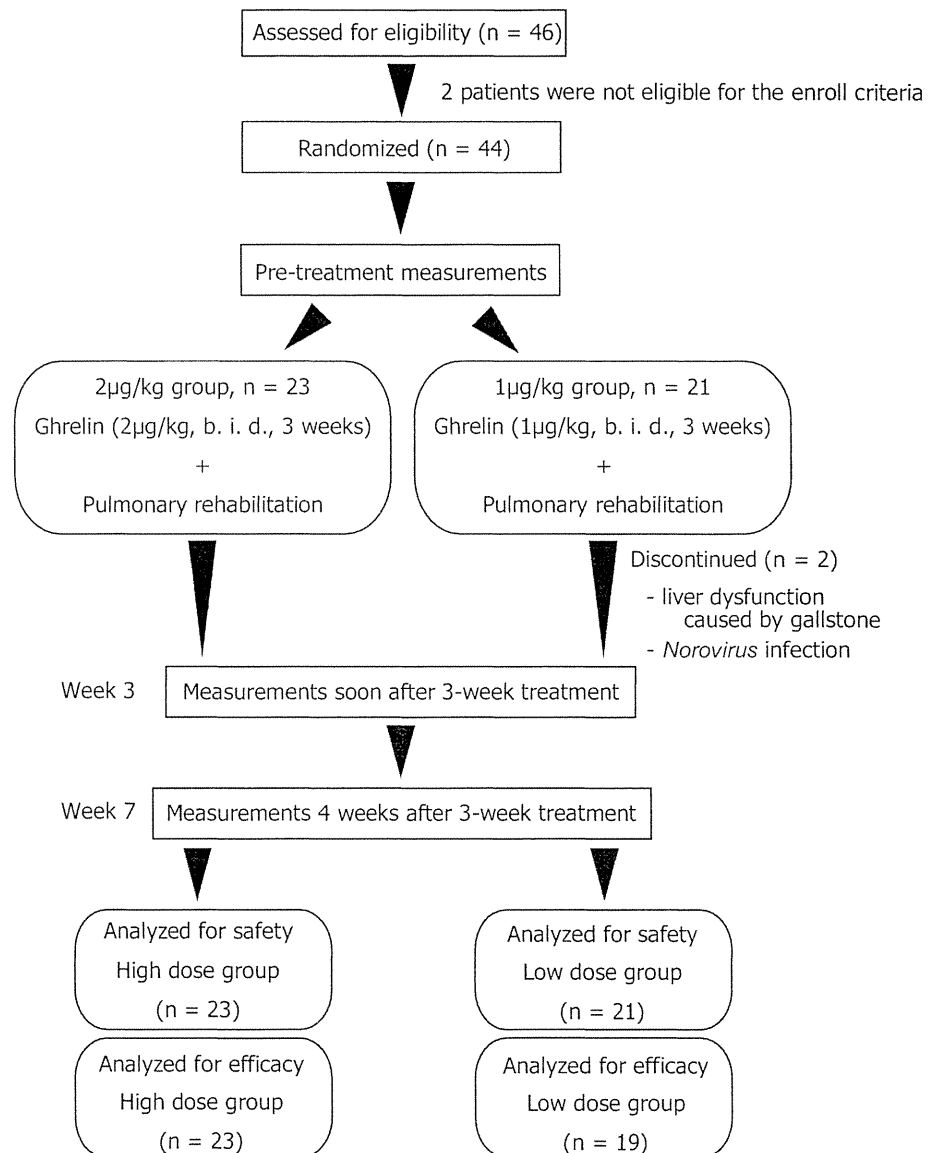 Assessed for eligibility (n = 46)
2 patients were not eligible for the enroll criteria
Randomized (n = 44)
Pre-treatment measurements
2μg/kg group, n = 23
Ghrelin (2μg/kg, b. i. d., 3 weeks)
+
Pulmonary rehabilitation
1μg/kg group, n = 21
Ghrelin (1μg/kg, b. i. d., 3 weeks)
+
Pulmonary rehabilitation
Discontinued (n = 2)
- liver dysfunction
caused by gallstone
- Norovirus infection
Week 3
Measurements soon after 3-week treatment
Week 7
Measurements 4 weeks after 3-week treatment
Analyzed for safety
High dose group
(n = 23)
Analyzed for safety
Low dose group
(n = 21)
Analyzed for efficacy
High dose group
(n = 23)
Analyzed for efficacy
Low dose group
(n = 19)